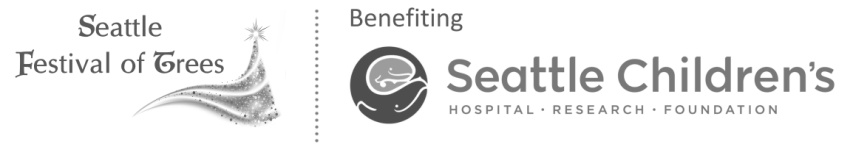 Seattle
Festival of Trees
Benefiting
Seattle Children's
HOSPITAL · RESEARCH · FOUNDATION